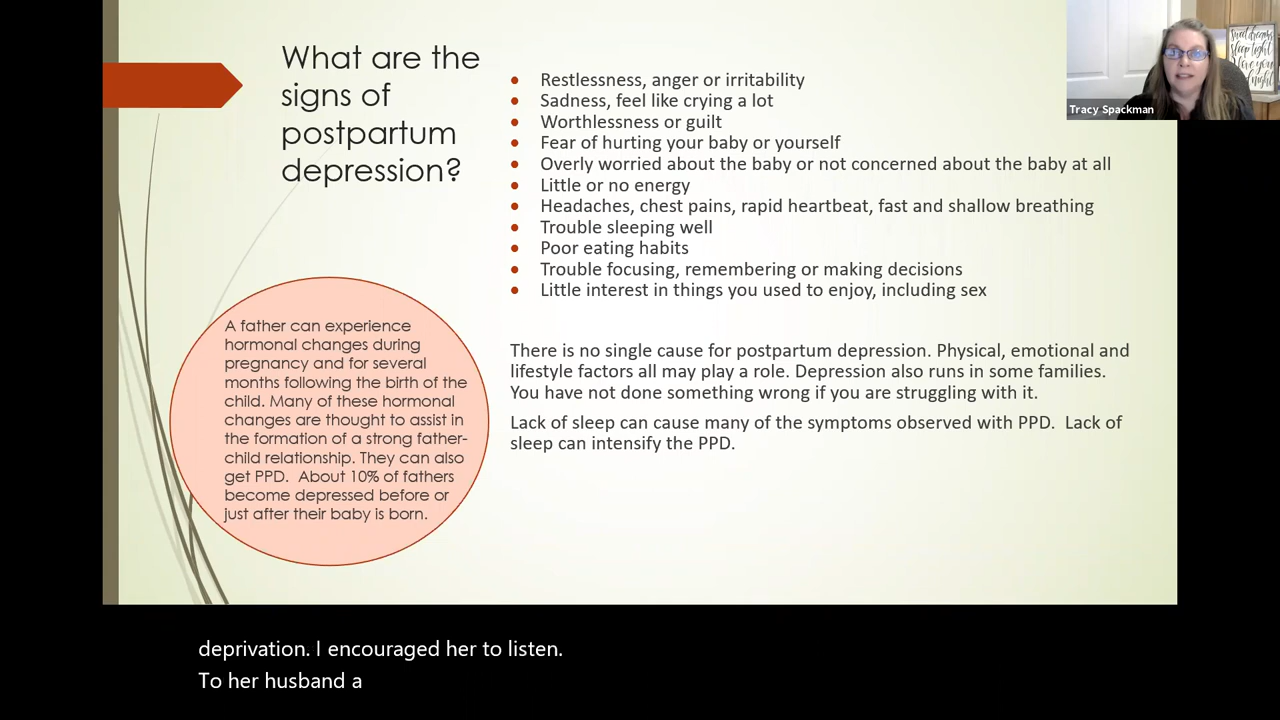 What are the
signs of
postpartum
depression?
Restlessness, anger or irritability
Sadness, feel like crying a lot
Worthlessness or guilt
Fear of hurting your baby or yourself
Overly worried about the baby or not concerned about the baby at all
Little or no energy
Headaches, chest pains, rapid heartbeat, fast and shallow breathing
Trouble sleeping well
Poor eating habits
Trouble focusing, remembering or making decisions
Little interest in things you used to enjoy, including sex
There is no single cause for postpartum depression. Physical, emotional and
lifestyle factors all may play a role. Depression also runs in some families.
You have not done something wrong if you are struggling with it.
Lack of sleep can cause many of the symptoms observed with PPD.  Lack of
sleep can intensify the PPD.
A father can experience
hormonal changes during
pregnancy and for several
months following the birth of the
child. Many of these hormonal
changes are thought to assist in
the formation of a strong father-
child relationship. They can also
get PPD.  About 10% of fathers
become depressed before or
just after their baby is born.
Tracy Spackman
sweet dreams
sleep tight
love you
deprivation. I encouraged her to listen.
To her husband a